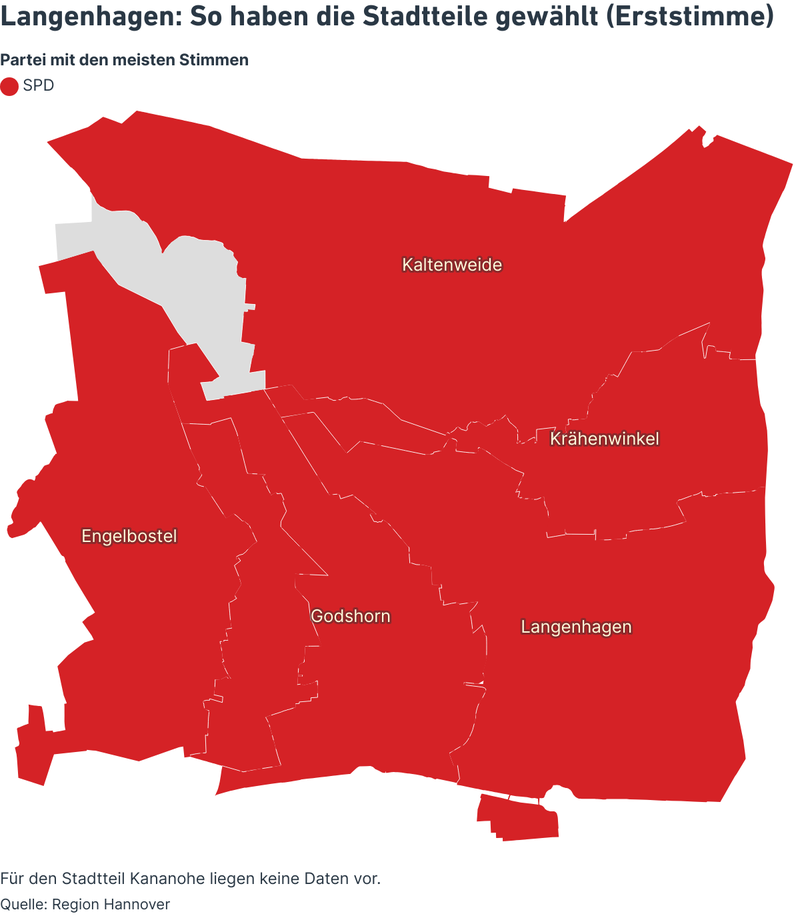 Langenhagen: So haben die Stadtteile gewählt (Erststimme)
Partei mit den meisten Stimmen
SPD
Kaltenweide
Krähenwinkel
Engelbostel
Godshorn
Langenhagen
Für den Stadtteil Kananohe liegen keine Daten vor.
Quelle: Region Hannover